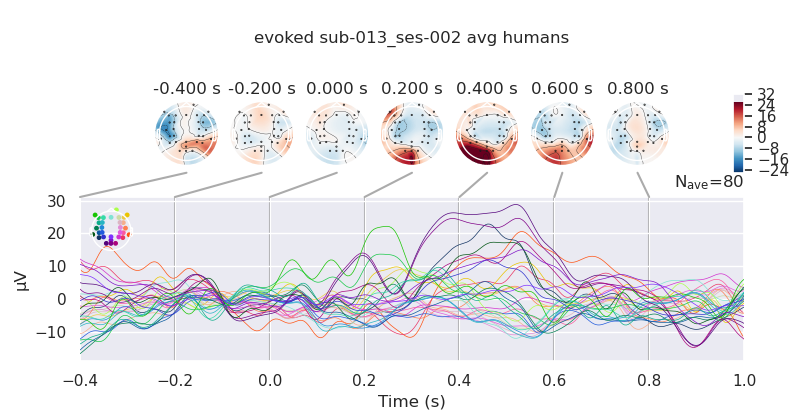 evoked sub-013_ses-002 avg humans
-0.400 s -0.200 s 0.000 s 0.200 s 0.400 s 0.600 s 0.800 s
32
24
16
8
0
−8
−16
−24
Nave=80
30
20
10
0
−10
µV
−0.4 −0.2 0.0 0.2 0.4 0.6 0.8 1.0
Time (s)